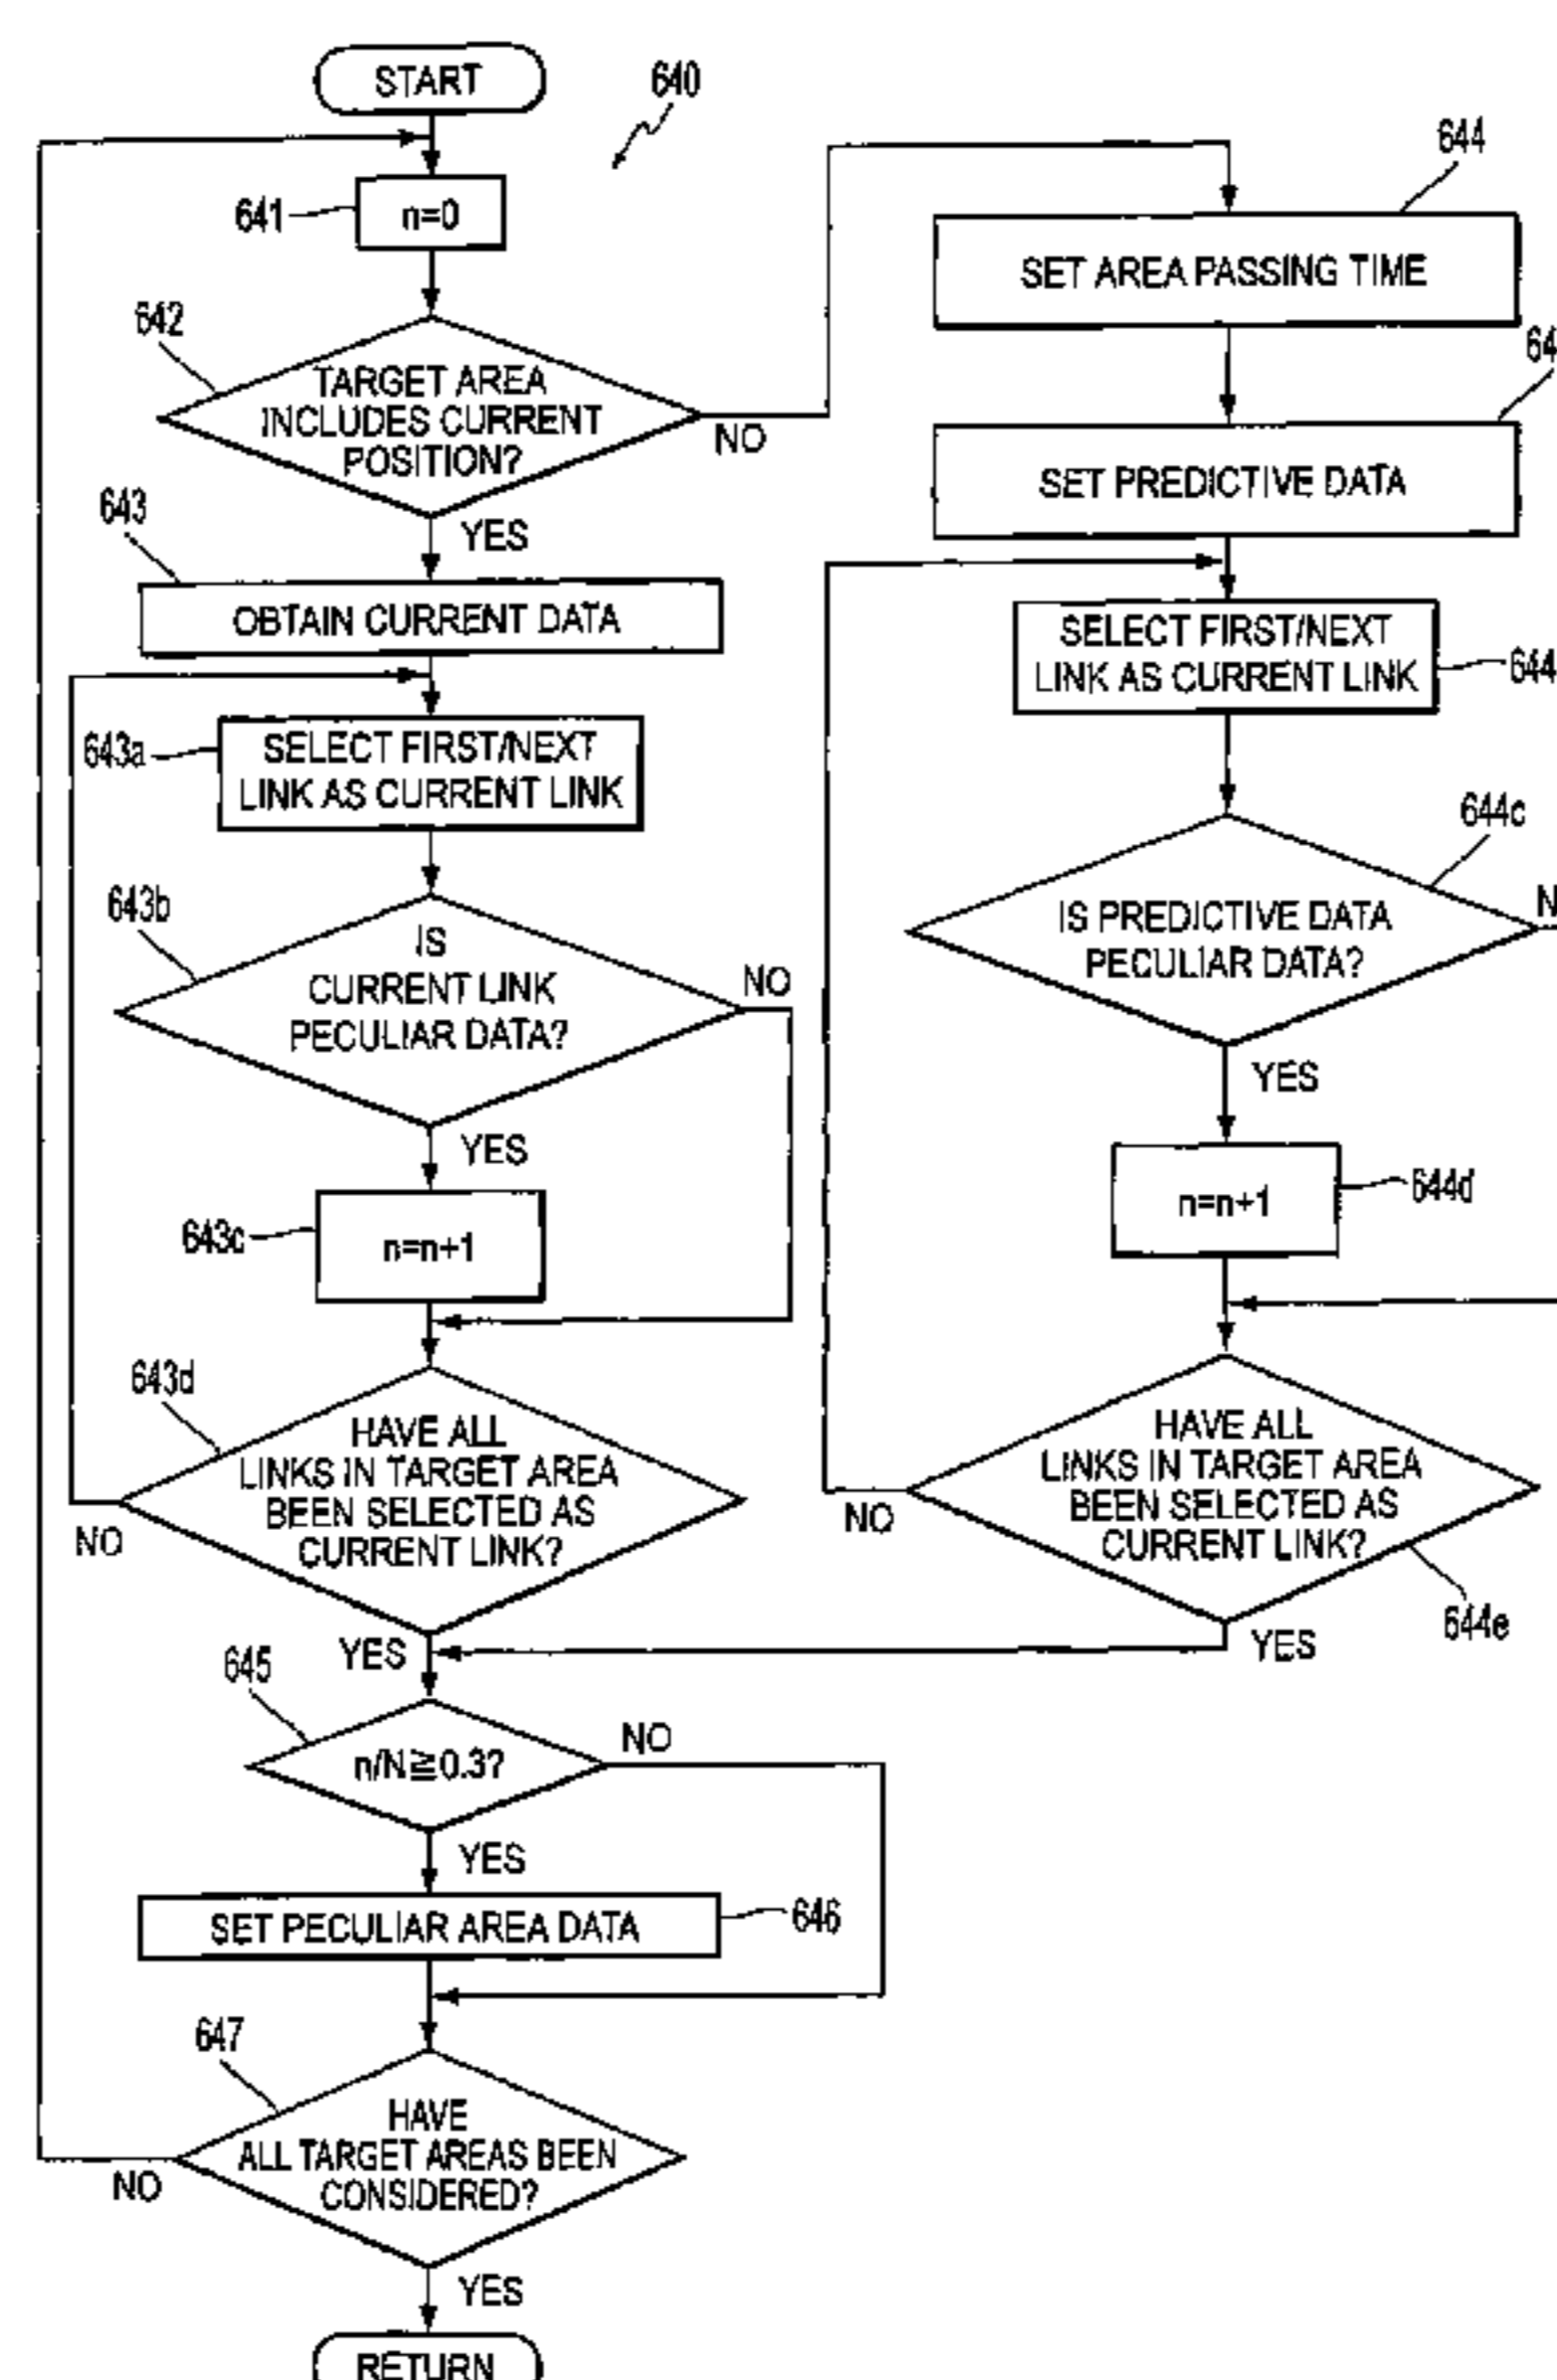 START
640
641
n=0
642
TARGET AREA
INCLUDES CURRENT
POSITION?
NO
YES
643
OBTAIN CURRENT DATA
643a
SELECT FIRST/NEXT
LINK AS CURRENT LINK
643b
IS
CURRENT LINK
PECULIAR DATA?
NO
YES
643c
n=n+1
643d
HAVE ALL
LINKS IN TARGET AREA
BEEN SELECTED AS
CURRENT LINK?
NO
YES
644
SET AREA PASSING TIME
64
SET PREDICTIVE DATA
SELECT FIRST/NEXT
LINK AS CURRENT LINK
644
644c
IS PREDICTIVE DATA
PECULIAR DATA?
N
YES
n=n+1
644d
HAVE ALL
LINKS IN TARGET AREA
BEEN SELECTED AS
CURRENT LINK?
NO
644e
YES
645
n/N≧0.3?
NO
YES
SET PECULIAR AREA DATA
646
647
HAVE
ALL TARGET AREAS BEEN
CONSIDERED?
NO
YES
RETURN